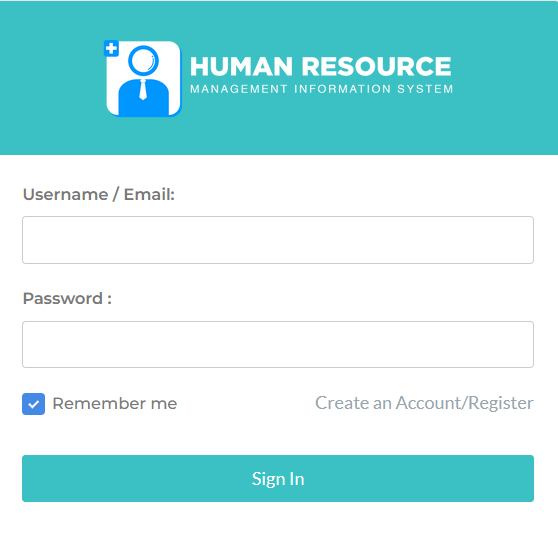 HUMAN RESOURCE
MANAGEMENT INFORMATION SYSTEM
Username / Email:
Password :
Remember me
Create an Account/Register
Sign In